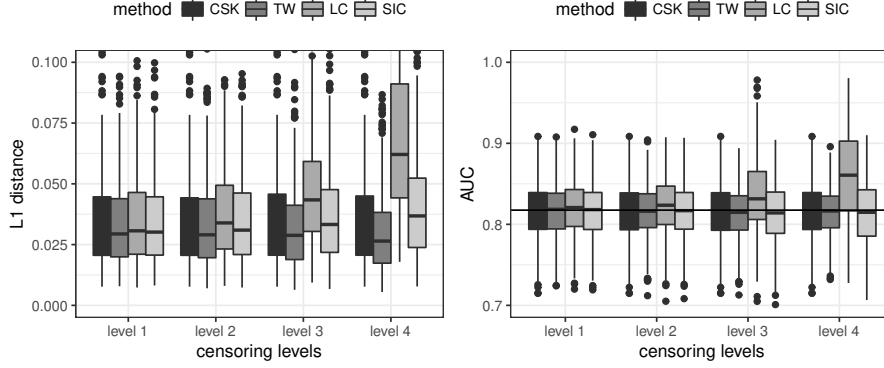 method CSK TW LC SIC
0.100
0.075
0.050
0.025
0.000
L1 distance
level 1 level 2 level 3 level 4
censoring levels
method CSK TW LC SIC
1.0
0.9
0.8
0.7
AUC
level 1 level 2 level 3 level 4
censoring levels